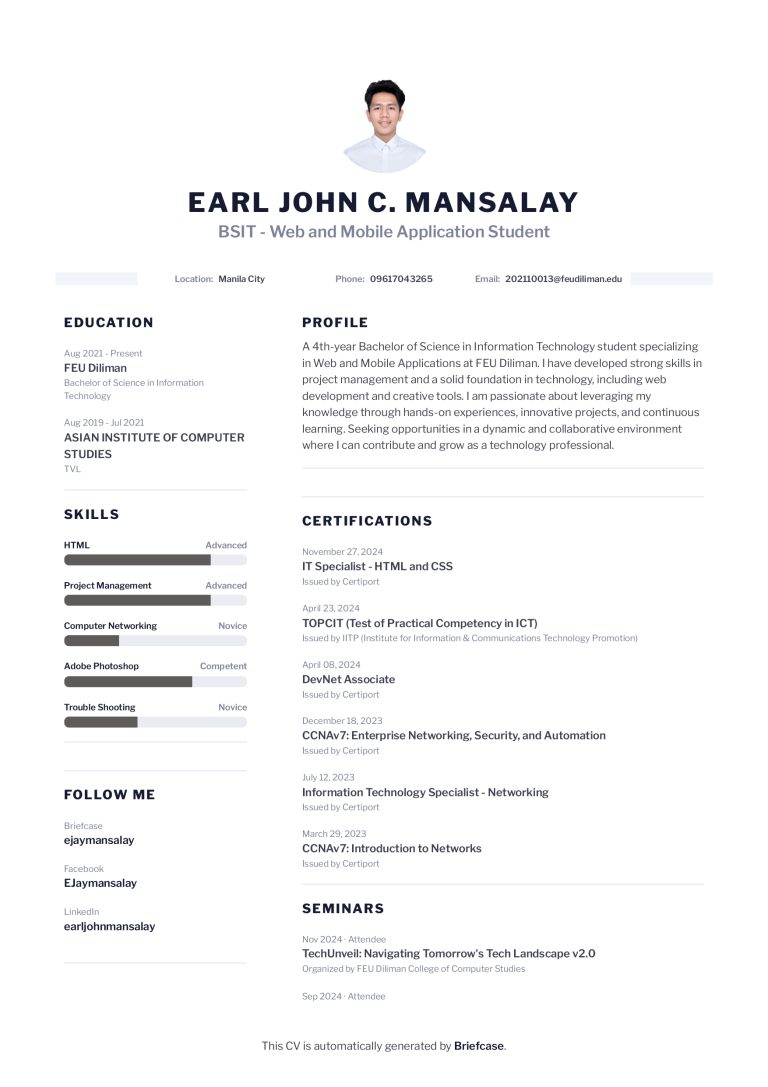 EARL JOHN C. MANSALAY
BSIT - Web and Mobile Application Student
Location: Manila City
Phone: 09617043265
Email: 202110013@feudiliman.edu
EDUCATION
Aug 2021 - Present
FEU Diliman
Bachelor of Science in Information
Technology
Aug 2019 - Jul 2021
ASIAN INSTITUTE OF COMPUTER
STUDIES
TVL
SKILLS
HTML Advanced
Project Management Advanced
Computer Networking Novice
Adobe Photoshop Competent
Trouble Shooting Novice
FOLLOW ME
Briefcase
ejaymansalay
Facebook
EJaymansalay
LinkedIn
earljohnmansalay
PROFILE
A 4th-year Bachelor of Science in Information Technology student specializing
in Web and Mobile Applications at FEU Diliman. I have developed strong skills in
project management and a solid foundation in technology, including web
development and creative tools. I am passionate about leveraging my
knowledge through hands-on experiences, innovative projects, and continuous
learning. Seeking opportunities in a dynamic and collaborative environment
where I can contribute and grow as a technology professional.
CERTIFICATIONS
November 27, 2024
IT Specialist - HTML and CSS
Issued by Certiport
April 23, 2024
TOPCIT (Test of Practical Competency in ICT)
Issued by IITP (Institute for Information & Communications Technology Promotion)
April 08, 2024
DevNet Associate
Issued by Certiport
December 18, 2023
CCNAv7: Enterprise Networking, Security, and Automation
Issued by Certiport
July 12, 2023
Information Technology Specialist - Networking
Issued by Certiport
March 29, 2023
CCNAv7: Introduction to Networks
Issued by Certiport
SEMINARS
Nov 2024 · Attendee
TechUnveil: Navigating Tomorrow's Tech Landscape v2.0
Organized by FEU Diliman College of Computer Studies
Sep 2024 · Attendee
This CV is automatically generated by Briefcase.